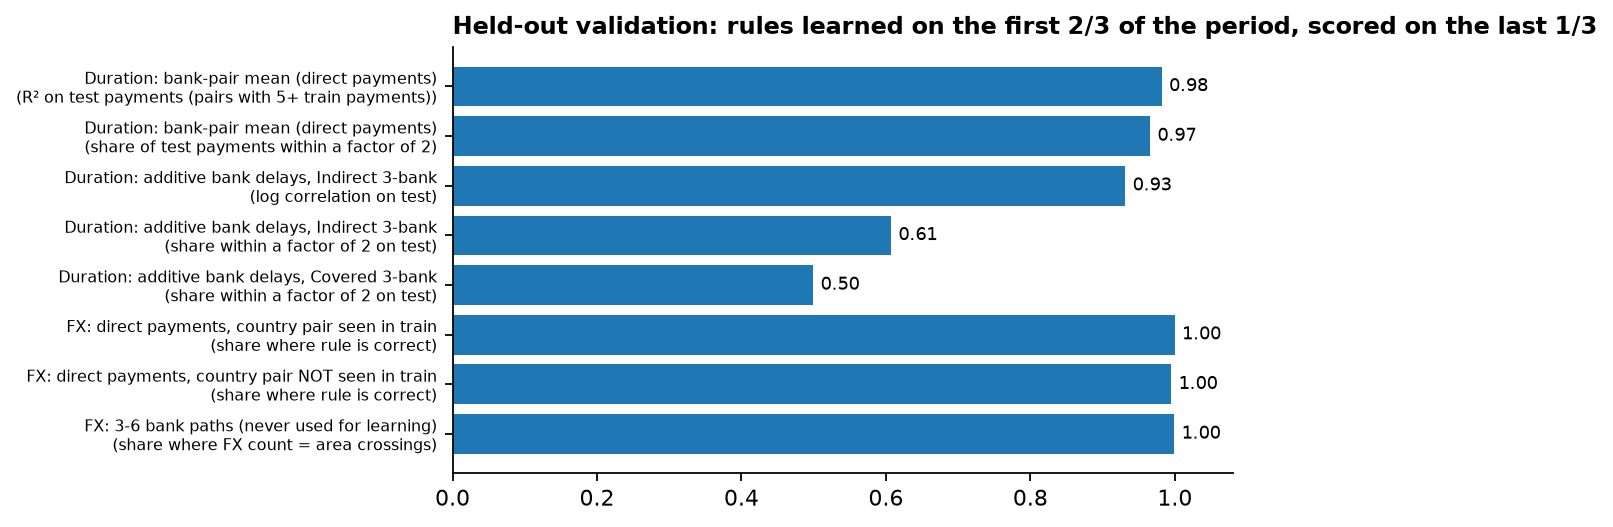 Held-out validation: rules learned on the first 2/3 of the period, scored on the last 1/3
Duration: bank-pair mean (direct payments)
(R² on test payments (pairs with 5+ train payments))
0.98
Duration: bank-pair mean (direct payments)
(share of test payments within a factor of 2)
0.97
Duration: additive bank delays, Indirect 3-bank
(log correlation on test)
0.93
Duration: additive bank delays, Indirect 3-bank
(share within a factor of 2 on test)
0.61
Duration: additive bank delays, Covered 3-bank
(share within a factor of 2 on test)
0.50
FX: direct payments, country pair seen in train
(share where rule is correct)
1.00
FX: direct payments, country pair NOT seen in train
(share where rule is correct)
1.00
FX: 3-6 bank paths (never used for learning)
(share where FX count = area crossings)
1.00
0.0 0.2 0.4 0.6 0.8 1.0